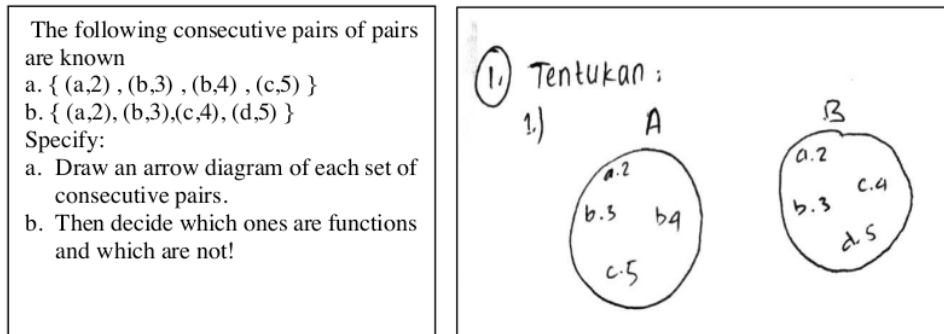 The following consecutive pairs of pairs
are known
a. { (a,2) , (b,3) , (b,4) , (c,5) }
b. { (a,2), (b,3),(c,4), (d,5) }
Specify:
a. Draw an arrow diagram of each set of
consecutive pairs.
b. Then decide which ones are functions
and which are not!
1. Tentukan :
1.) A B
a.2
b.3 b4
c.5
a.2
c.4
b.3
d.5